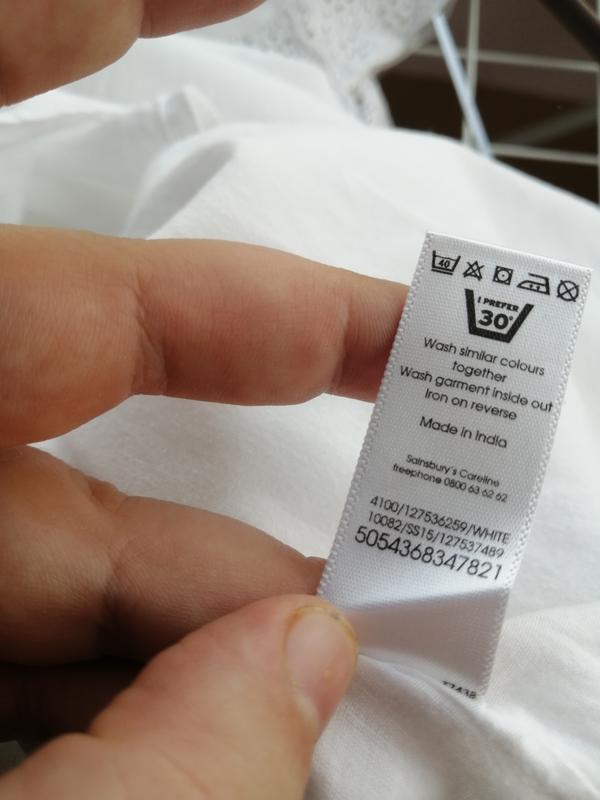 40
I PREFER
30°
Wash similar colours
together
Wash garment inside out
Iron on reverse
Made in India
Sainsbury's Careline
freephone 0800 63 62 62
4100/127536259/WHITE
10082/SS15/127537489
5054368347821